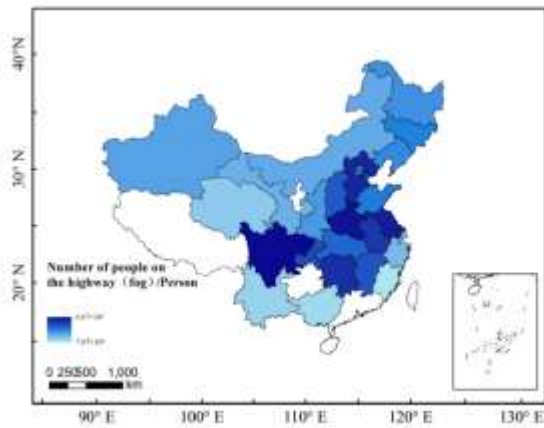 40°N
30° N
20° N
Number of people on
the highway（fog）/Person
0 250500 1,000
km
90° E 100° E 110° E 120° E 130° E